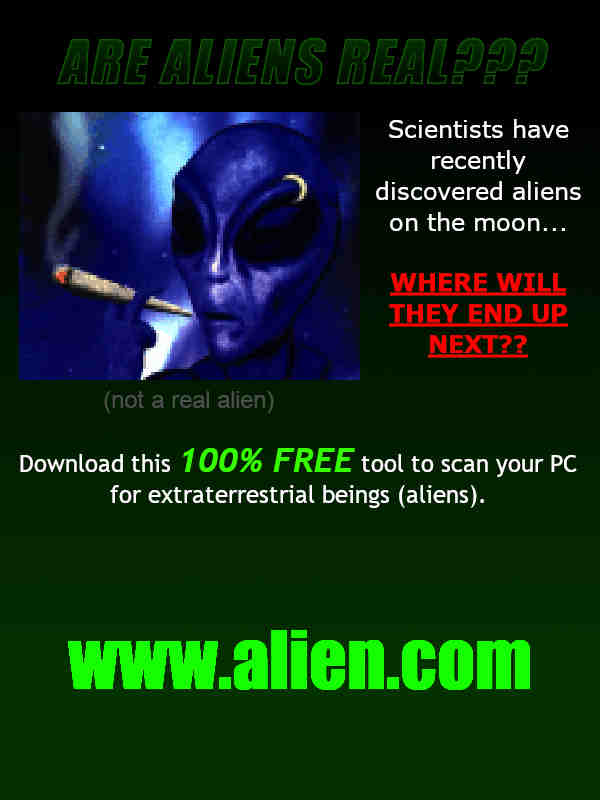 ARE ALIENS REAL???
Scientists have
recently
discovered aliens
on the moon...
WHERE WILL
THEY END UP
NEXT??
(not a real alien)
Download this 100% FREE tool to scan your PC
for extraterrestrial beings (aliens).
www.alien.com